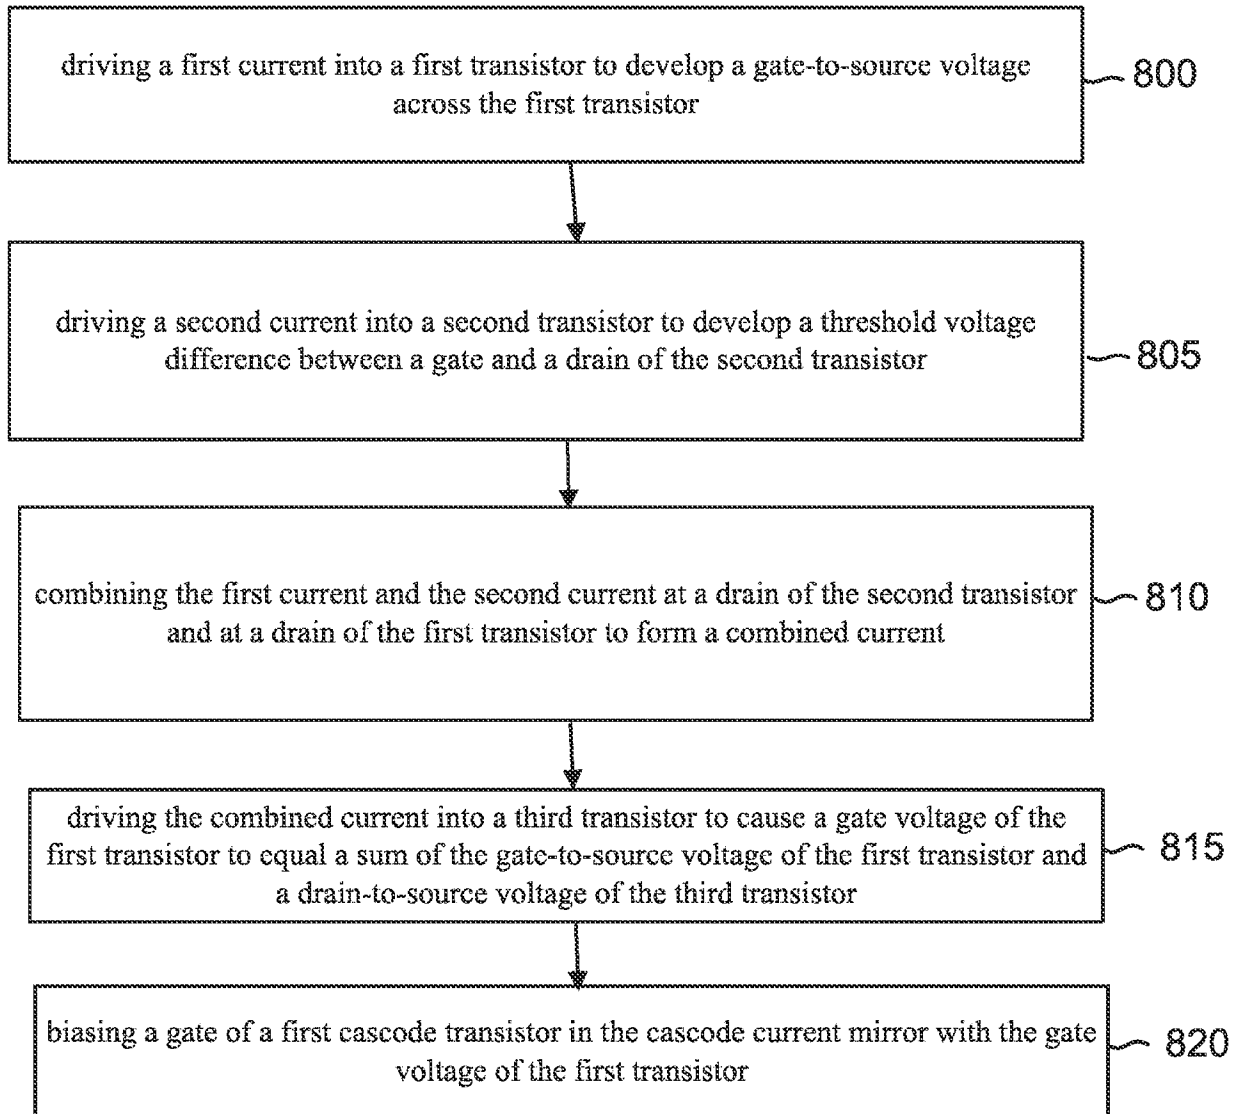 driving a first current into a first transistor to develop a gate-to-source voltage
across the first transistor
800
driving a second current into a second transistor to develop a threshold voltage
difference between a gate and a drain of the second transistor
805
combining the first current and the second current at a drain of the second transistor
and at a drain of the first transistor to form a combined current
810
driving the combined current into a third transistor to cause a gate voltage of the
first transistor to equal a sum of the gate-to-source voltage of the first transistor and
a drain-to-source voltage of the third transistor
815
biasing a gate of a first cascode transistor in the cascode current mirror with the gate
voltage of the first transistor
820